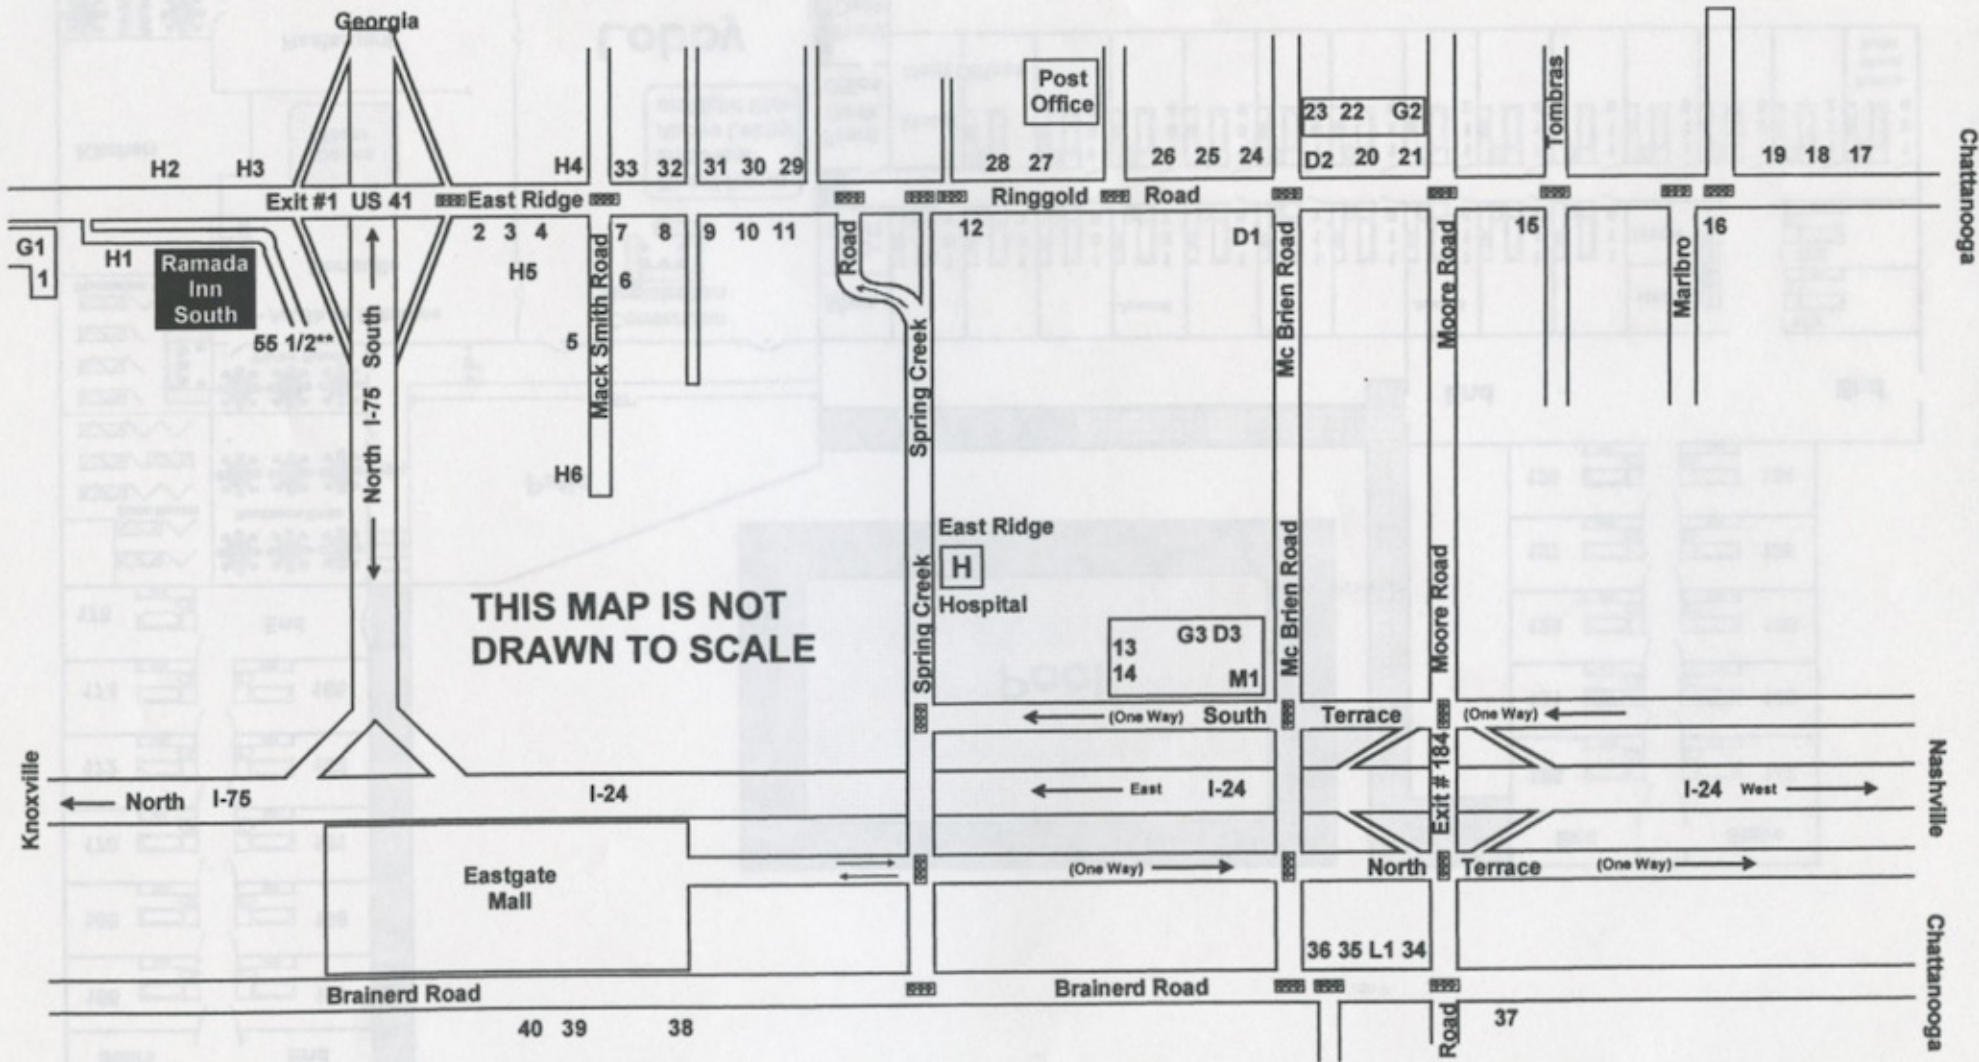 Georgia
Lobby
Post
Office
23 22 G2
Tombras
Chattanooga
H2 H3 H4 33 32 31 30 29 28 27 26 25 24 D2 20 21 19 18 17
Exit #1 US 41 East Ridge Ringgold Road
G1
1
H1
Ramada
Inn
South
55 1/2**
2 3 4 7 8 9 10 11 12 D1 15 16
H5 6
5
H6
North I-75 South
Mack Smith Road
Road
Spring Creek
Mc Brien Road
Moore Road
Marlbro
THIS MAP IS NOT
DRAWN TO SCALE
Spring Creek
East Ridge
H
Hospital
Mc Brien Road
Moore Road
13 G3 D3
14 M1
Spring Creek
(One Way) South Terrace (One Way)
Knoxville
North I-75 I-24 East I-24 Exit # 184 I-24 West
Nashville
Eastgate
Mall
(One Way) North Terrace (One Way)
36 35 L1 34
Chattanooga
Brainerd Road Brainerd Road
40 39 38 Road 37